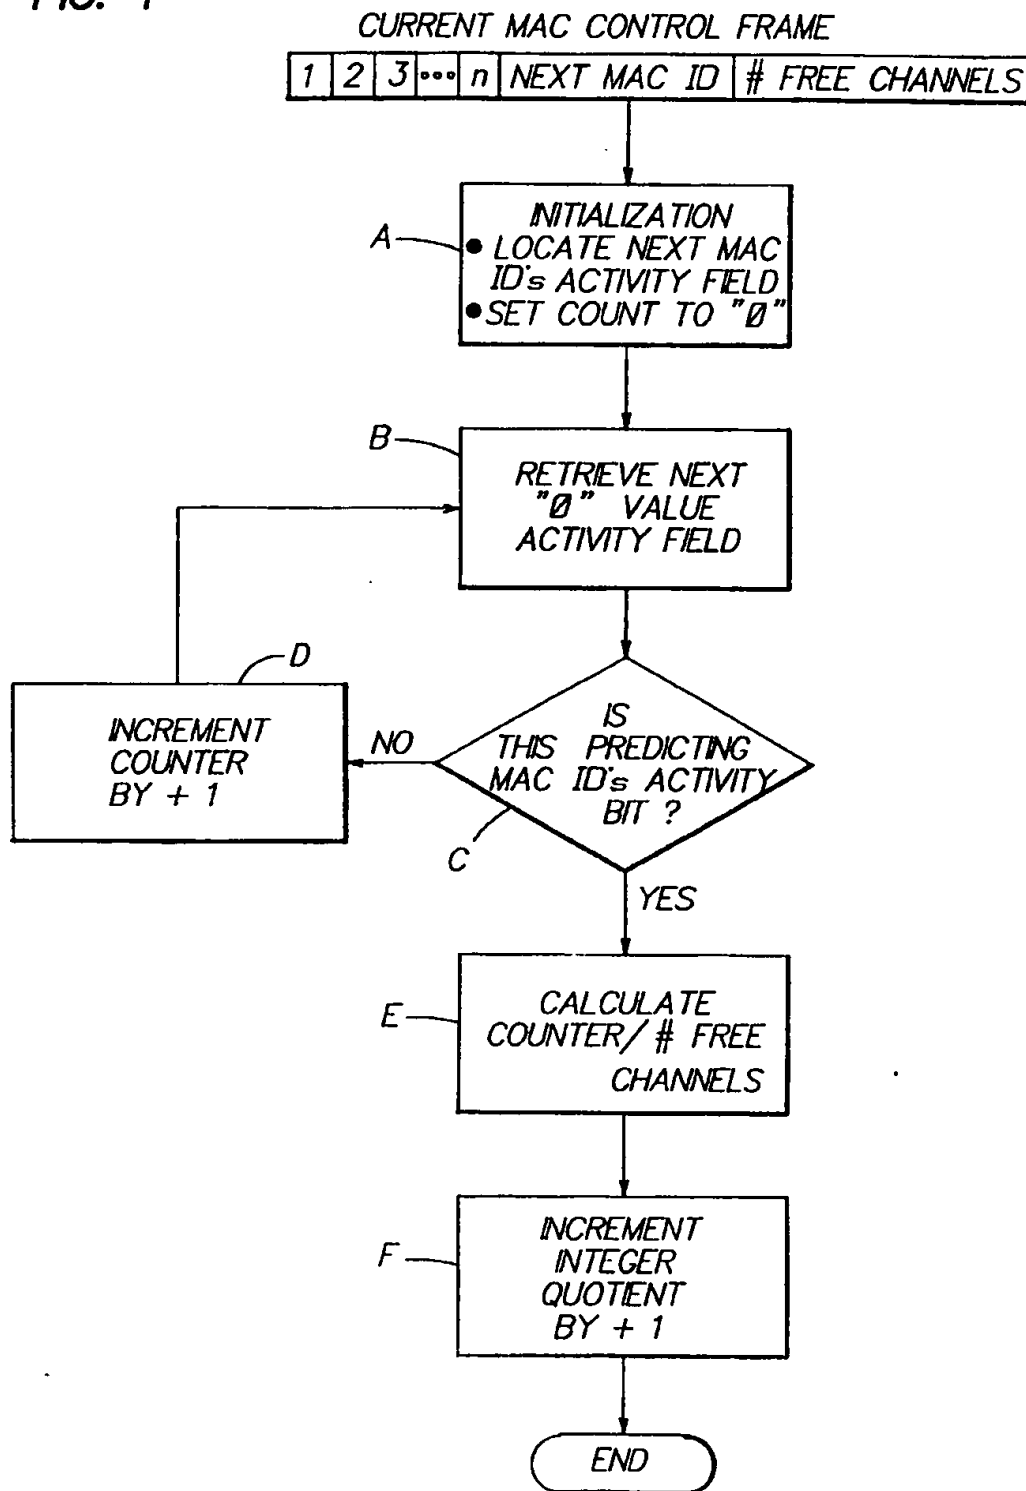 CURRENT MAC CONTROL FRAME
1 2 3 ••• n NEXT MAC ID # FREE CHANNELS
A
INITIALIZATION
• LOCATE NEXT MAC
ID's ACTIVITY FIELD
• SET COUNT TO "0"
B
RETRIEVE NEXT
"0" VALUE
ACTIVITY FIELD
D
INCREMENT
COUNTER
BY + 1
NO
IS
THIS PREDICTING
MAC ID's ACTIVITY
BIT ?
C
YES
E
CALCULATE
COUNTER/# FREE
CHANNELS
F
INCREMENT
INTEGER
QUOTIENT
BY + 1
END